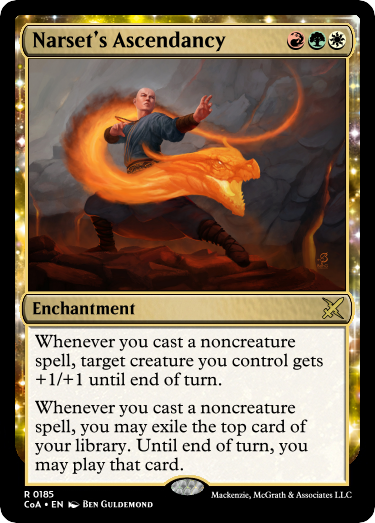 Narset's Ascendancy
Enchantment
Whenever you cast a noncreature
spell, target creature you control gets
+1/+1 until end of turn.
Whenever you cast a noncreature
spell, you may exile the top card of
your library. Until end of turn, you
may play that card.
R 0185
CoA • EN Ben Guldemond
Mackenzie, McGrath & Associates LLC